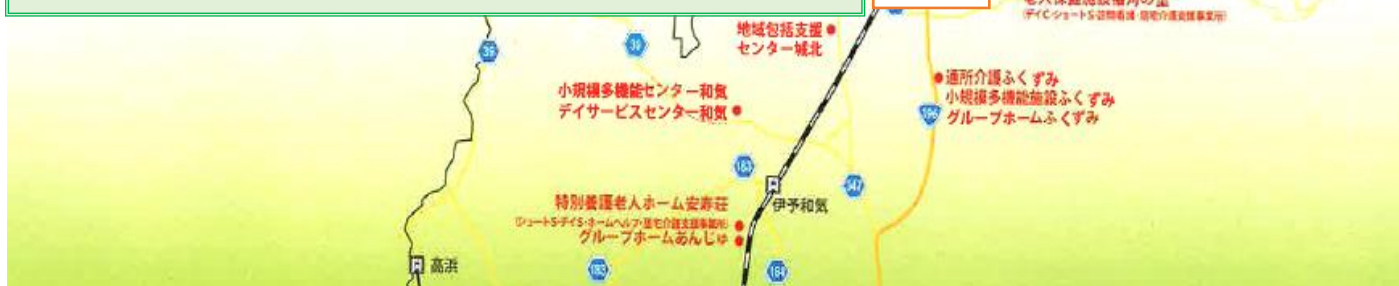 老人保健施設福角の里
(デイC・ショートS・訪問看護・居宅介護支援事業所)
地域包括支援
センター城北
39
39
通所介護ふくずみ
小規模多機能施設ふくずみ
グループホームふくずみ
196
小規模多機能センター和気
デイサービスセンター和気
183
347
伊予和気
特別養護老人ホーム安寿荘
(ショートS・デイS・ホームヘルプ・居宅介護支援事業所)
グループホームあんじゅ
高浜
183
184